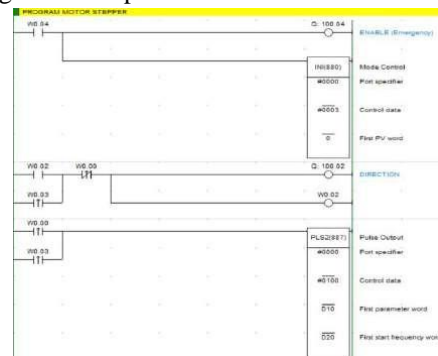 PROGRAM MOTOR STEPPER
W0.04 Q: 100.04
ENABLE (Emergency)
INI(880) Mode Control
#0000 Port specifier
#0003 Control data
0 First PV word
W0.02 W0.00 Q: 100.02
DIRECTION
W0.03 W0.02
W0.00
PLS2(887) Pulse Output
W0.03 #0000 Port specifier
#0100 Control data
D10 First parameter word
D20 First start frequency word